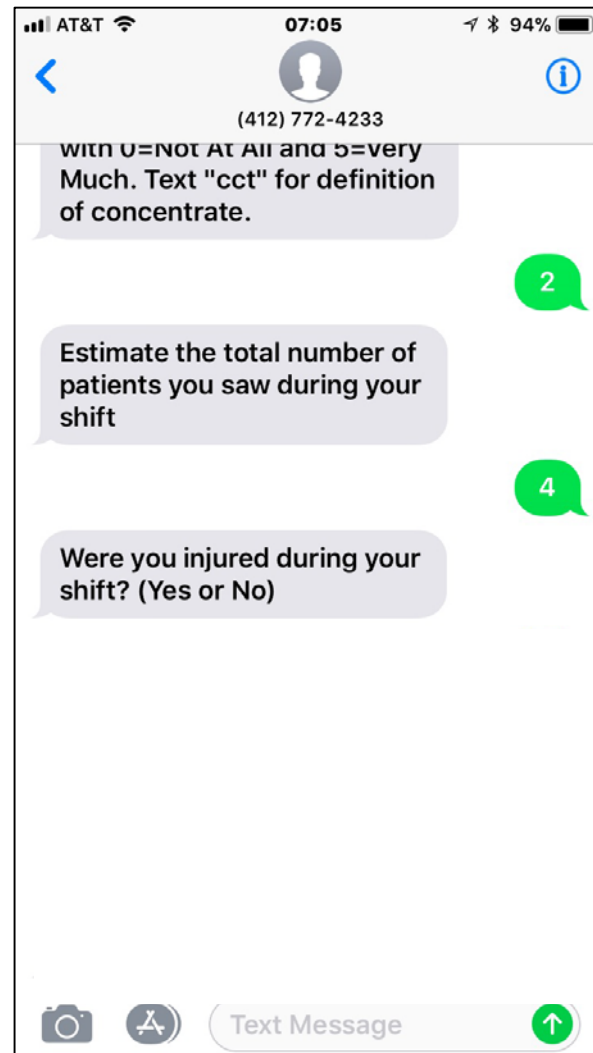 AT&T 07:05 94%
(412) 772-4233
with 0=Not At All and 5=Very
Much. Text "cct" for definition
of concentrate.
2
Estimate the total number of
patients you saw during your
shift
4
Were you injured during your
shift? (Yes or No)
Text Message